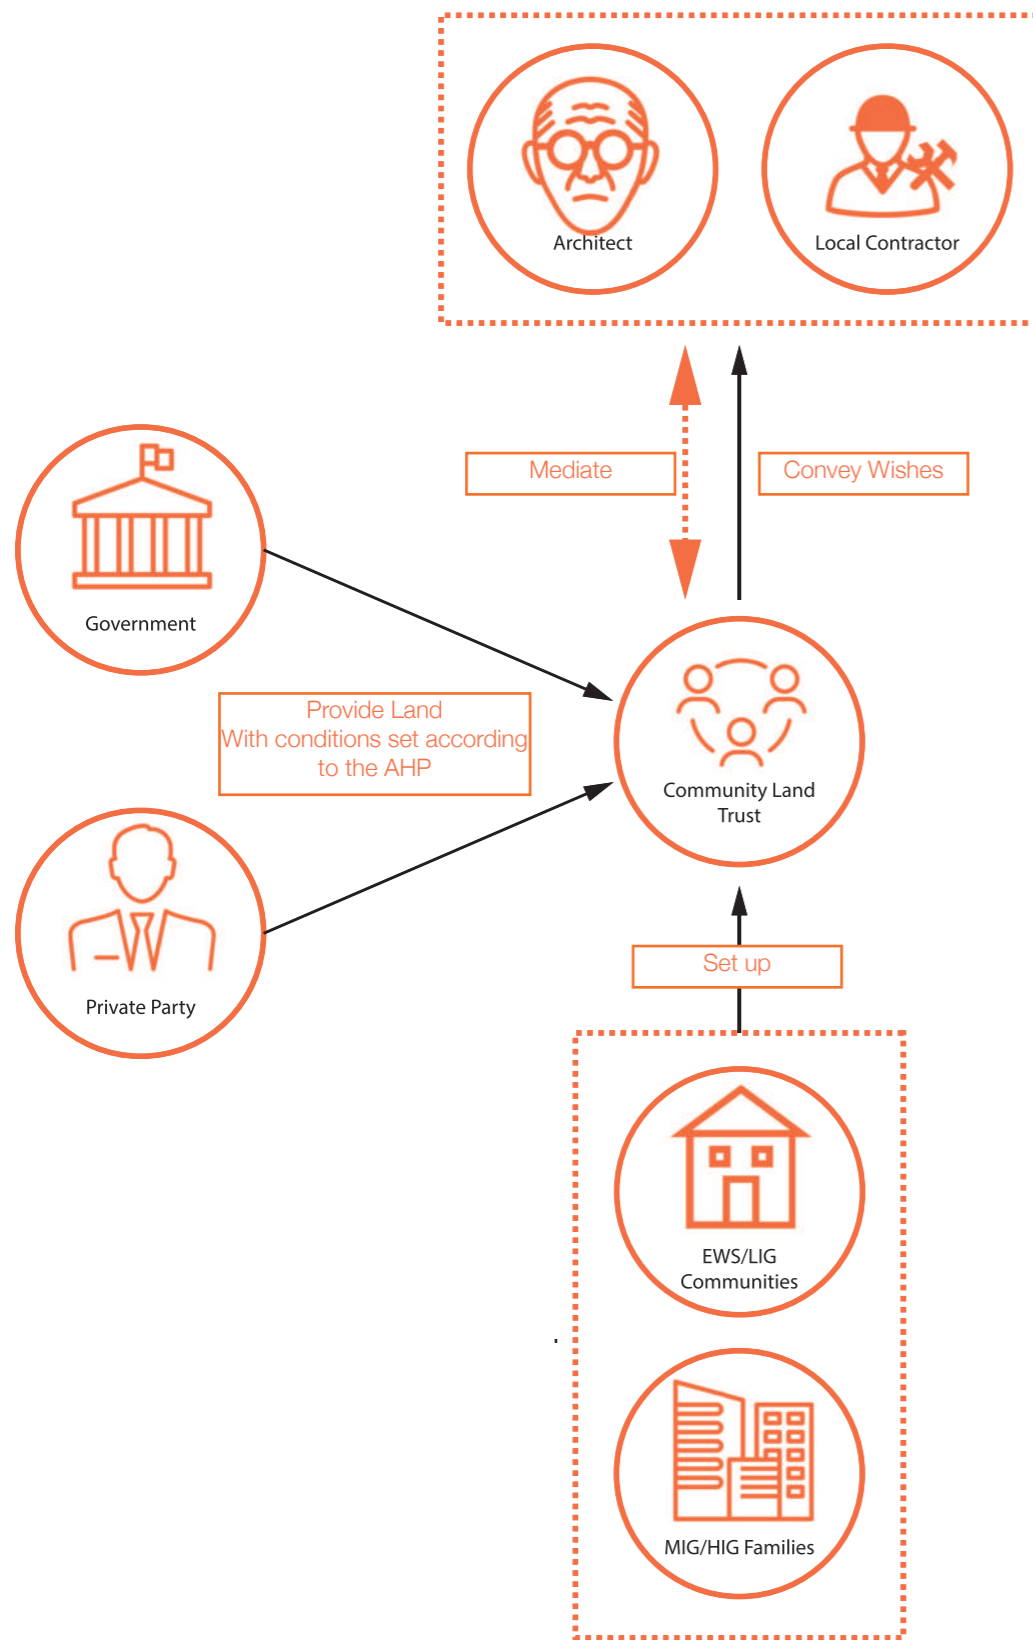 Architect
Local Contractor
Mediate
Convey Wishes
Government
Provide Land
With conditions set according
to the AHP
Community Land
Trust
Private Party
Set up
EWS/LIG
Communities
MIG/HIG Families